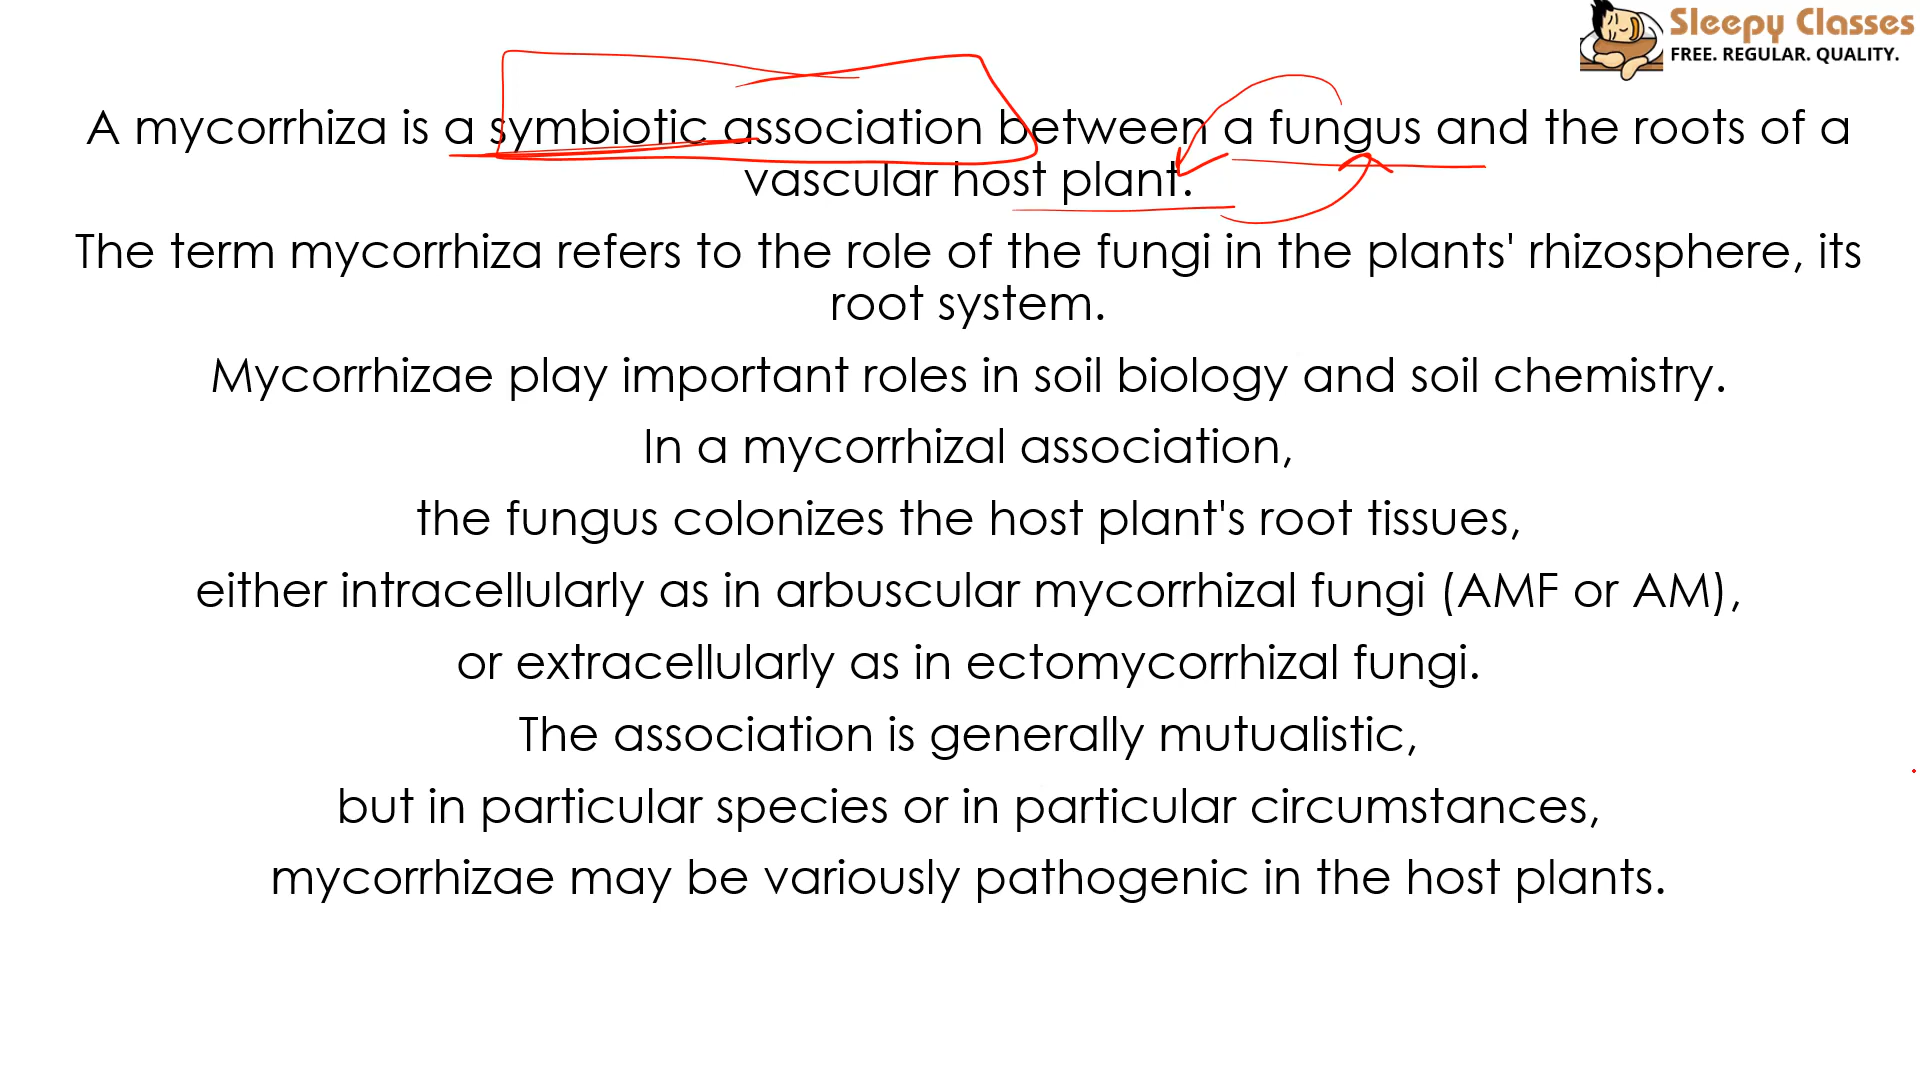 Sleepy Classes
FREE. REGULAR. QUALITY.
A mycorrhiza is a symbiotic association between a fungus and the roots of a
vascular host plant.
The term mycorrhiza refers to the role of the fungi in the plants' rhizosphere, its
root system.
Mycorrhizae play important roles in soil biology and soil chemistry.
In a mycorrhizal association,
the fungus colonizes the host plant's root tissues,
either intracellularly as in arbuscular mycorrhizal fungi (AMF or AM),
or extracellularly as in ectomycorrhizal fungi.
The association is generally mutualistic,
but in particular species or in particular circumstances,
mycorrhizae may be variously pathogenic in the host plants.